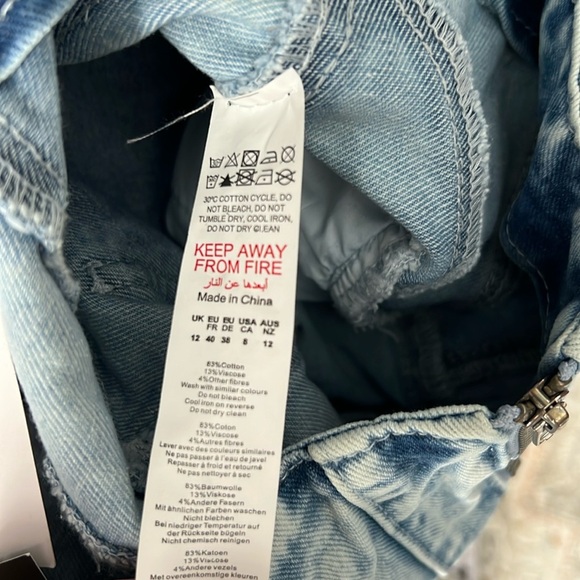 30°C COTTON CYCLE, DO
NOT BLEACH, DO NOT
TUMBLE DRY, COOL IRON,
DO NOT DRY CLEAN
KEEP AWAY
FROM FIRE
أبعدها عن النار
Made in China
UK EU EU USA AUS
FR DE CA NZ
12 40 38 8 12
83%Cotton
13%Viscose
4%Other fibres
Wash with similar colours
Do not bleach
Cool iron on reverse
Do not dry clean
83%Coton
13%Viscose
4%Autres fibres
Laver avec des couleurs similaires
Ne pas passer à l'eau de javel
Repasser à froid et retourné
Ne pas nettoyer à sec
83%Baumwolle
13%Viskose
4%Andere Fasern
Mit ähnlichen Farben waschen
Nicht bleichen
Bei niedriger Temperatur auf
der Rückseite bügeln
Nicht chemisch reinigen
83%Katoen
13%Viscose
4%Andere vezels
Met overeenkomstige kleuren